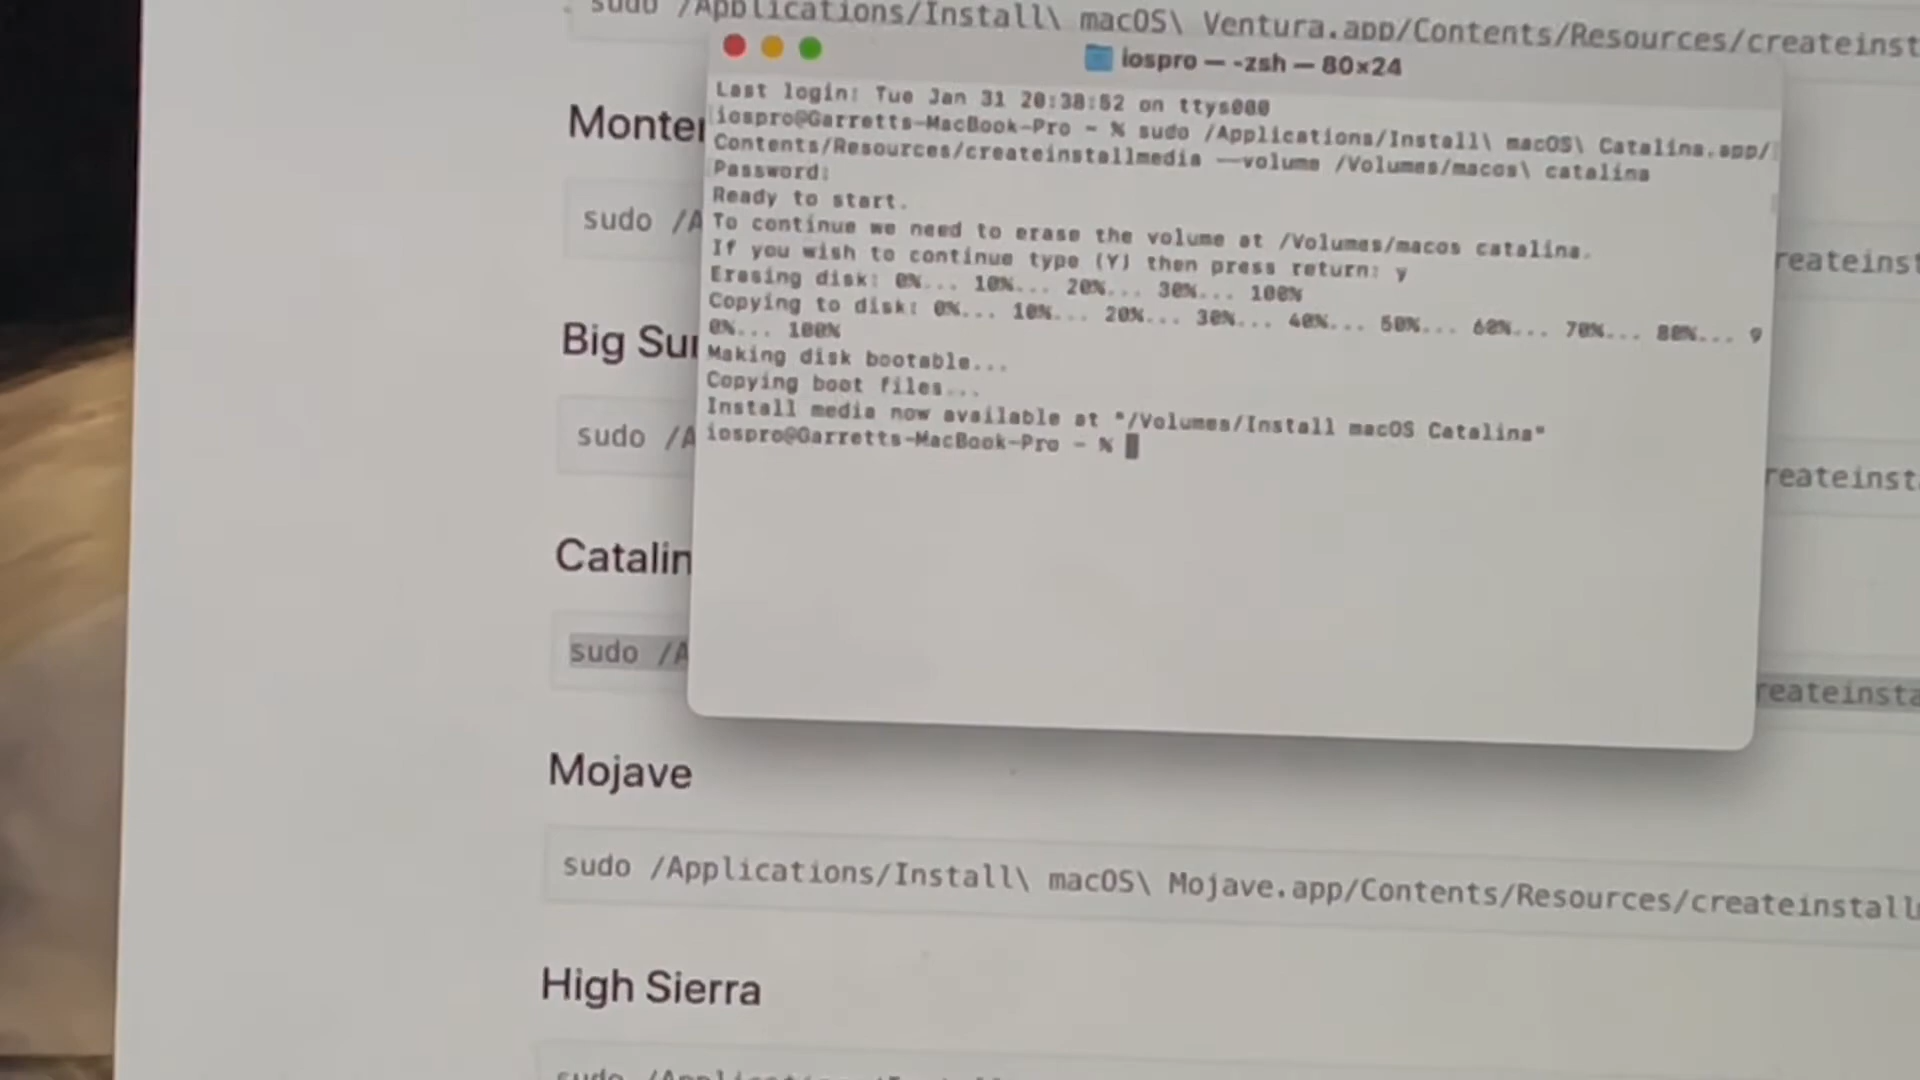 sudo /Applications/Install\ macOS\ Ventura.app/Contents/Resources/createinst
iospro — -zsh — 80×24
Last login: Tue Jan 31 20:38:52 on ttys000
iospro@Garretts-MacBook-Pro ~ % sudo /Applications/Install\ macOS\ Catalina.app/
Contents/Resources/createinstallmedia --volume /Volumes/macos\ catalina
Password:
Ready to start.
To continue we need to erase the volume at /Volumes/macos catalina.
If you wish to continue type (Y) then press return: y
Erasing disk: 0%... 10%... 20%... 30%... 100%
Copying to disk: 0%... 10%... 20%... 30%... 40%... 50%... 60%... 70%... 80%... 9
0%... 100%
Making disk bootable...
Copying boot files...
Install media now available at "/Volumes/Install macOS Catalina"
iospro@Garretts-MacBook-Pro ~ %
Monter
sudo /A
reateinst
Big Sur
sudo /A
reateinst
Catalin
sudo /A
reateinsta
Mojave
sudo /Applications/Install\ macOS\ Mojave.app/Contents/Resources/createinstall
High Sierra
sudo /Appli